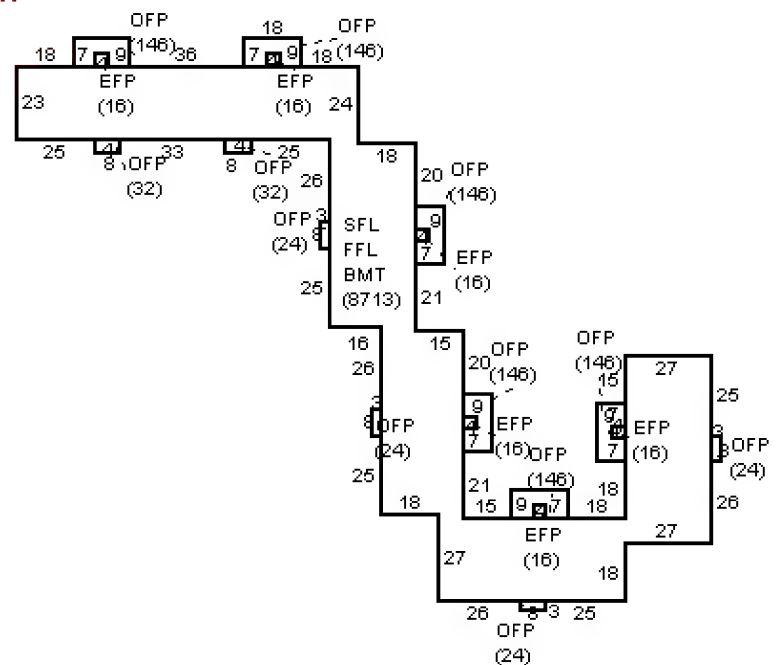 OFP
18 OFP
18 7 9 (146) 36 7 9 18 (146)
EFP EFP
23 (16) (16) 24
25 4 33 4 25 18
8 OFP 8 OFP
(32) (32)
26 20 OFP
(146)
OFP 3 SFL 9
(24) 8 FFL 7 EFP
BMT (16)
25 (8713) 21
16 15 OFP 27
26 20 OFP (146)
(146) 15 25
3 9 9
8 OFP 4 EFP 4 EFP 3 OFP
(24) 7 (16) OFP 7 (16) 8 (24)
25 21 (146) 18 26
18 15 9 7 18
EFP 27
27 (16) 18
26 8 3 25
OFP
(24)